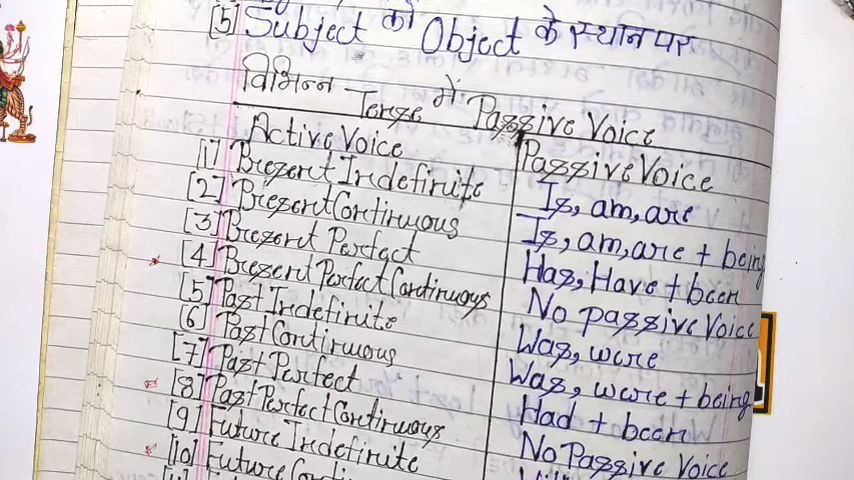 [5] Subject को Object के स्थान पर
विभिन्न Tense में Passive Voice
Active Voice Passive Voice
[1] Present Indefinite Is, am, are
[2] Present Continuous Is, am, are + being
[3] Present Perfect Has, Have + been
[4] Present Perfect Continuous No passive Voice
[5] Past Indefinite Was, were
[6] Past Continuous Was, were + being
[7] Past Perfect Had + been
[8] Past Perfect Continuous No Passive Voice
[9] Future Indefinite
[10] Future